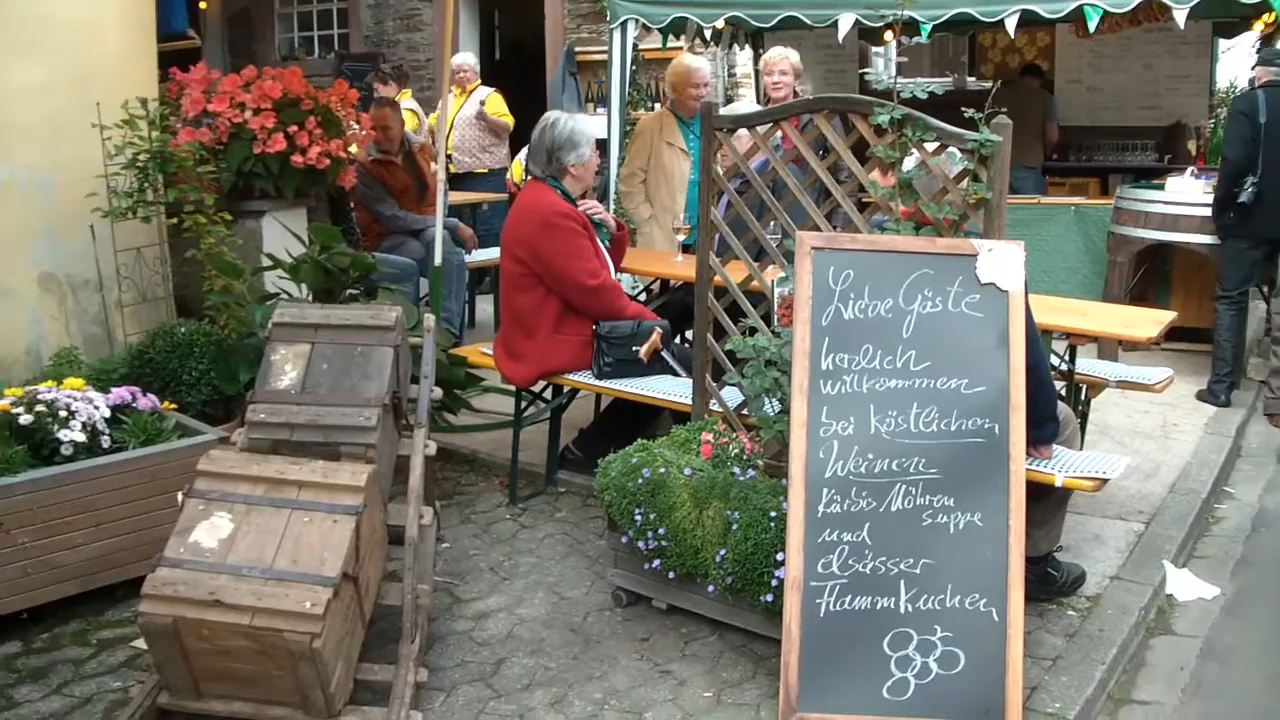 Liebe Gäste
herzlich
willkommen
bei köstlichen
Weinen
Kürbis Möhren
suppe
und
elsässer
Flammkuchen